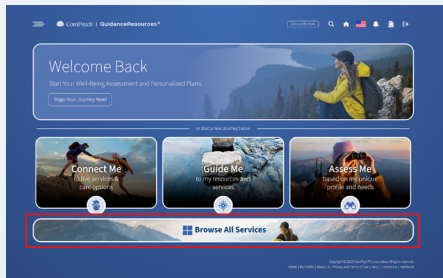 ComPsych | GuidanceResources®
Welcome Back
Start Your Well-Being Assessment and Personalized Plans
Begin Your Journey Now!
or start a new journey below
Connect Me
to live services &
care options
Guide Me
to my resources and
services
Assess Me
based on my unique
profile and needs
Browse All Services